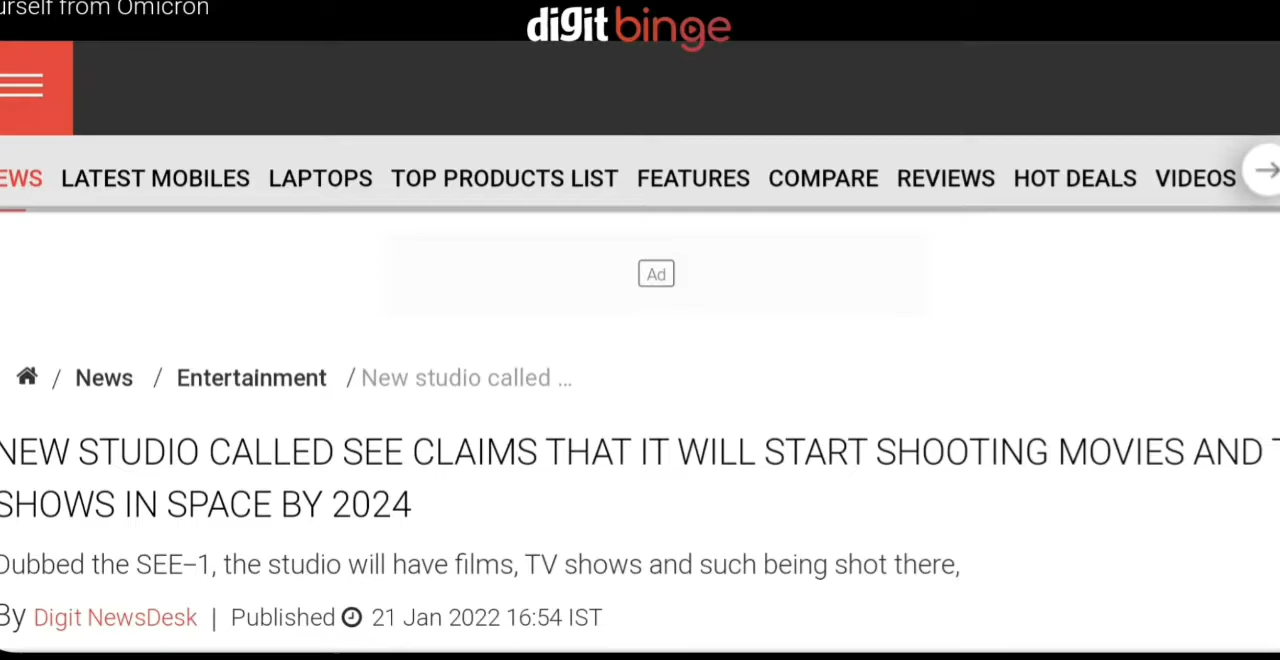 urself from Omicron
digit binge
EWS LATEST MOBILES LAPTOPS TOP PRODUCTS LIST FEATURES COMPARE REVIEWS HOT DEALS VIDEOS
Ad
/ News / Entertainment / New studio called ...
NEW STUDIO CALLED SEE CLAIMS THAT IT WILL START SHOOTING MOVIES AND T
SHOWS IN SPACE BY 2024
Dubbed the SEE-1, the studio will have films, TV shows and such being shot there,
By Digit NewsDesk | Published 21 Jan 2022 16:54 IST